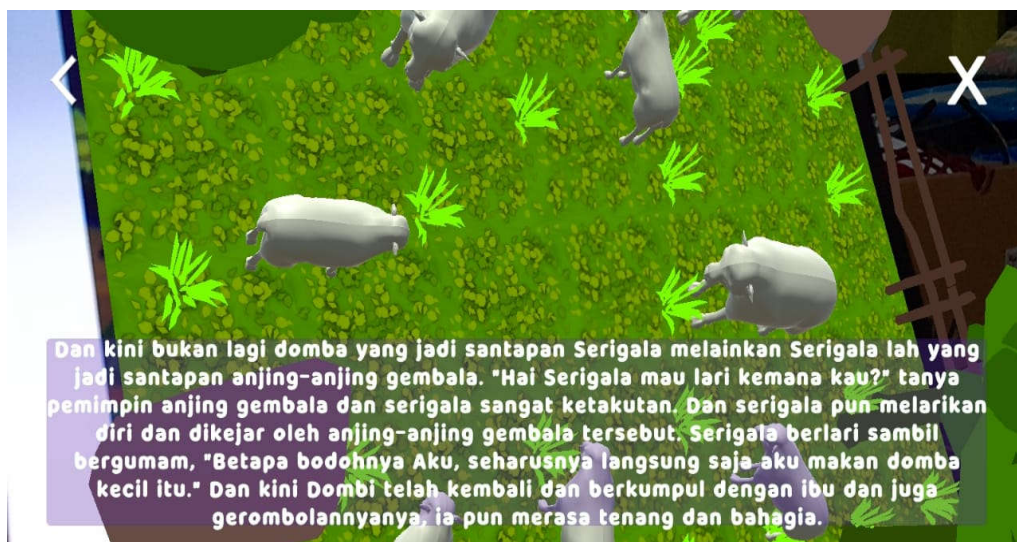 X
Dan kini bukan lagi domba yang jadi santapan Serigala melainkan Serigala lah yang
jadi santapan anjing-anjing gembala. "Hai Serigala mau lari kemana kau?" tanya
pemimpin anjing gembala dan serigala sangat ketakutan. Dan serigala pun melarikan
diri dan dikejar oleh anjing-anjing gembala tersebut. Serigala berlari sambil
bergumam, "Betapa bodohnya Aku, seharusnya langsung saja aku makan domba
kecil itu." Dan kini Dombi telah kembali dan berkumpul dengan ibu dan juga
gerombolannyanya, ia pun merasa tenang dan bahagia.